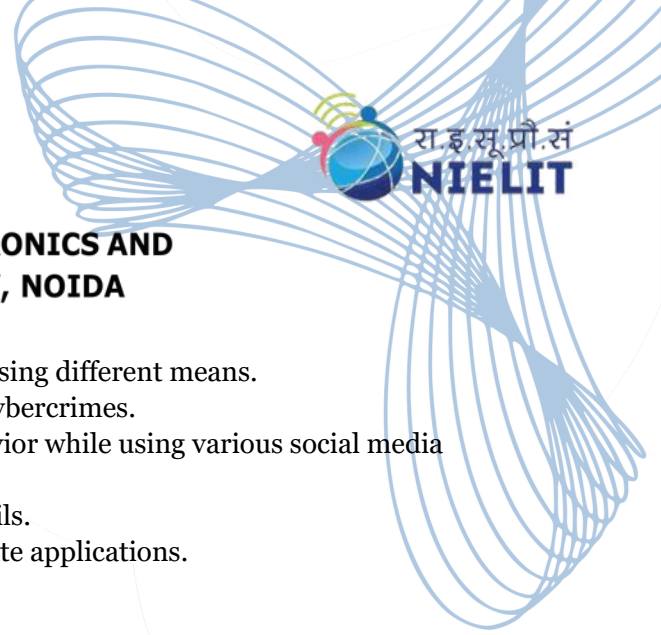 रा.इ.सू.प्रौ.सं
NIELIT
ONICS AND
, NOIDA
sing different means.
ybercrimes.
vior while using various social media
ils.
te applications.